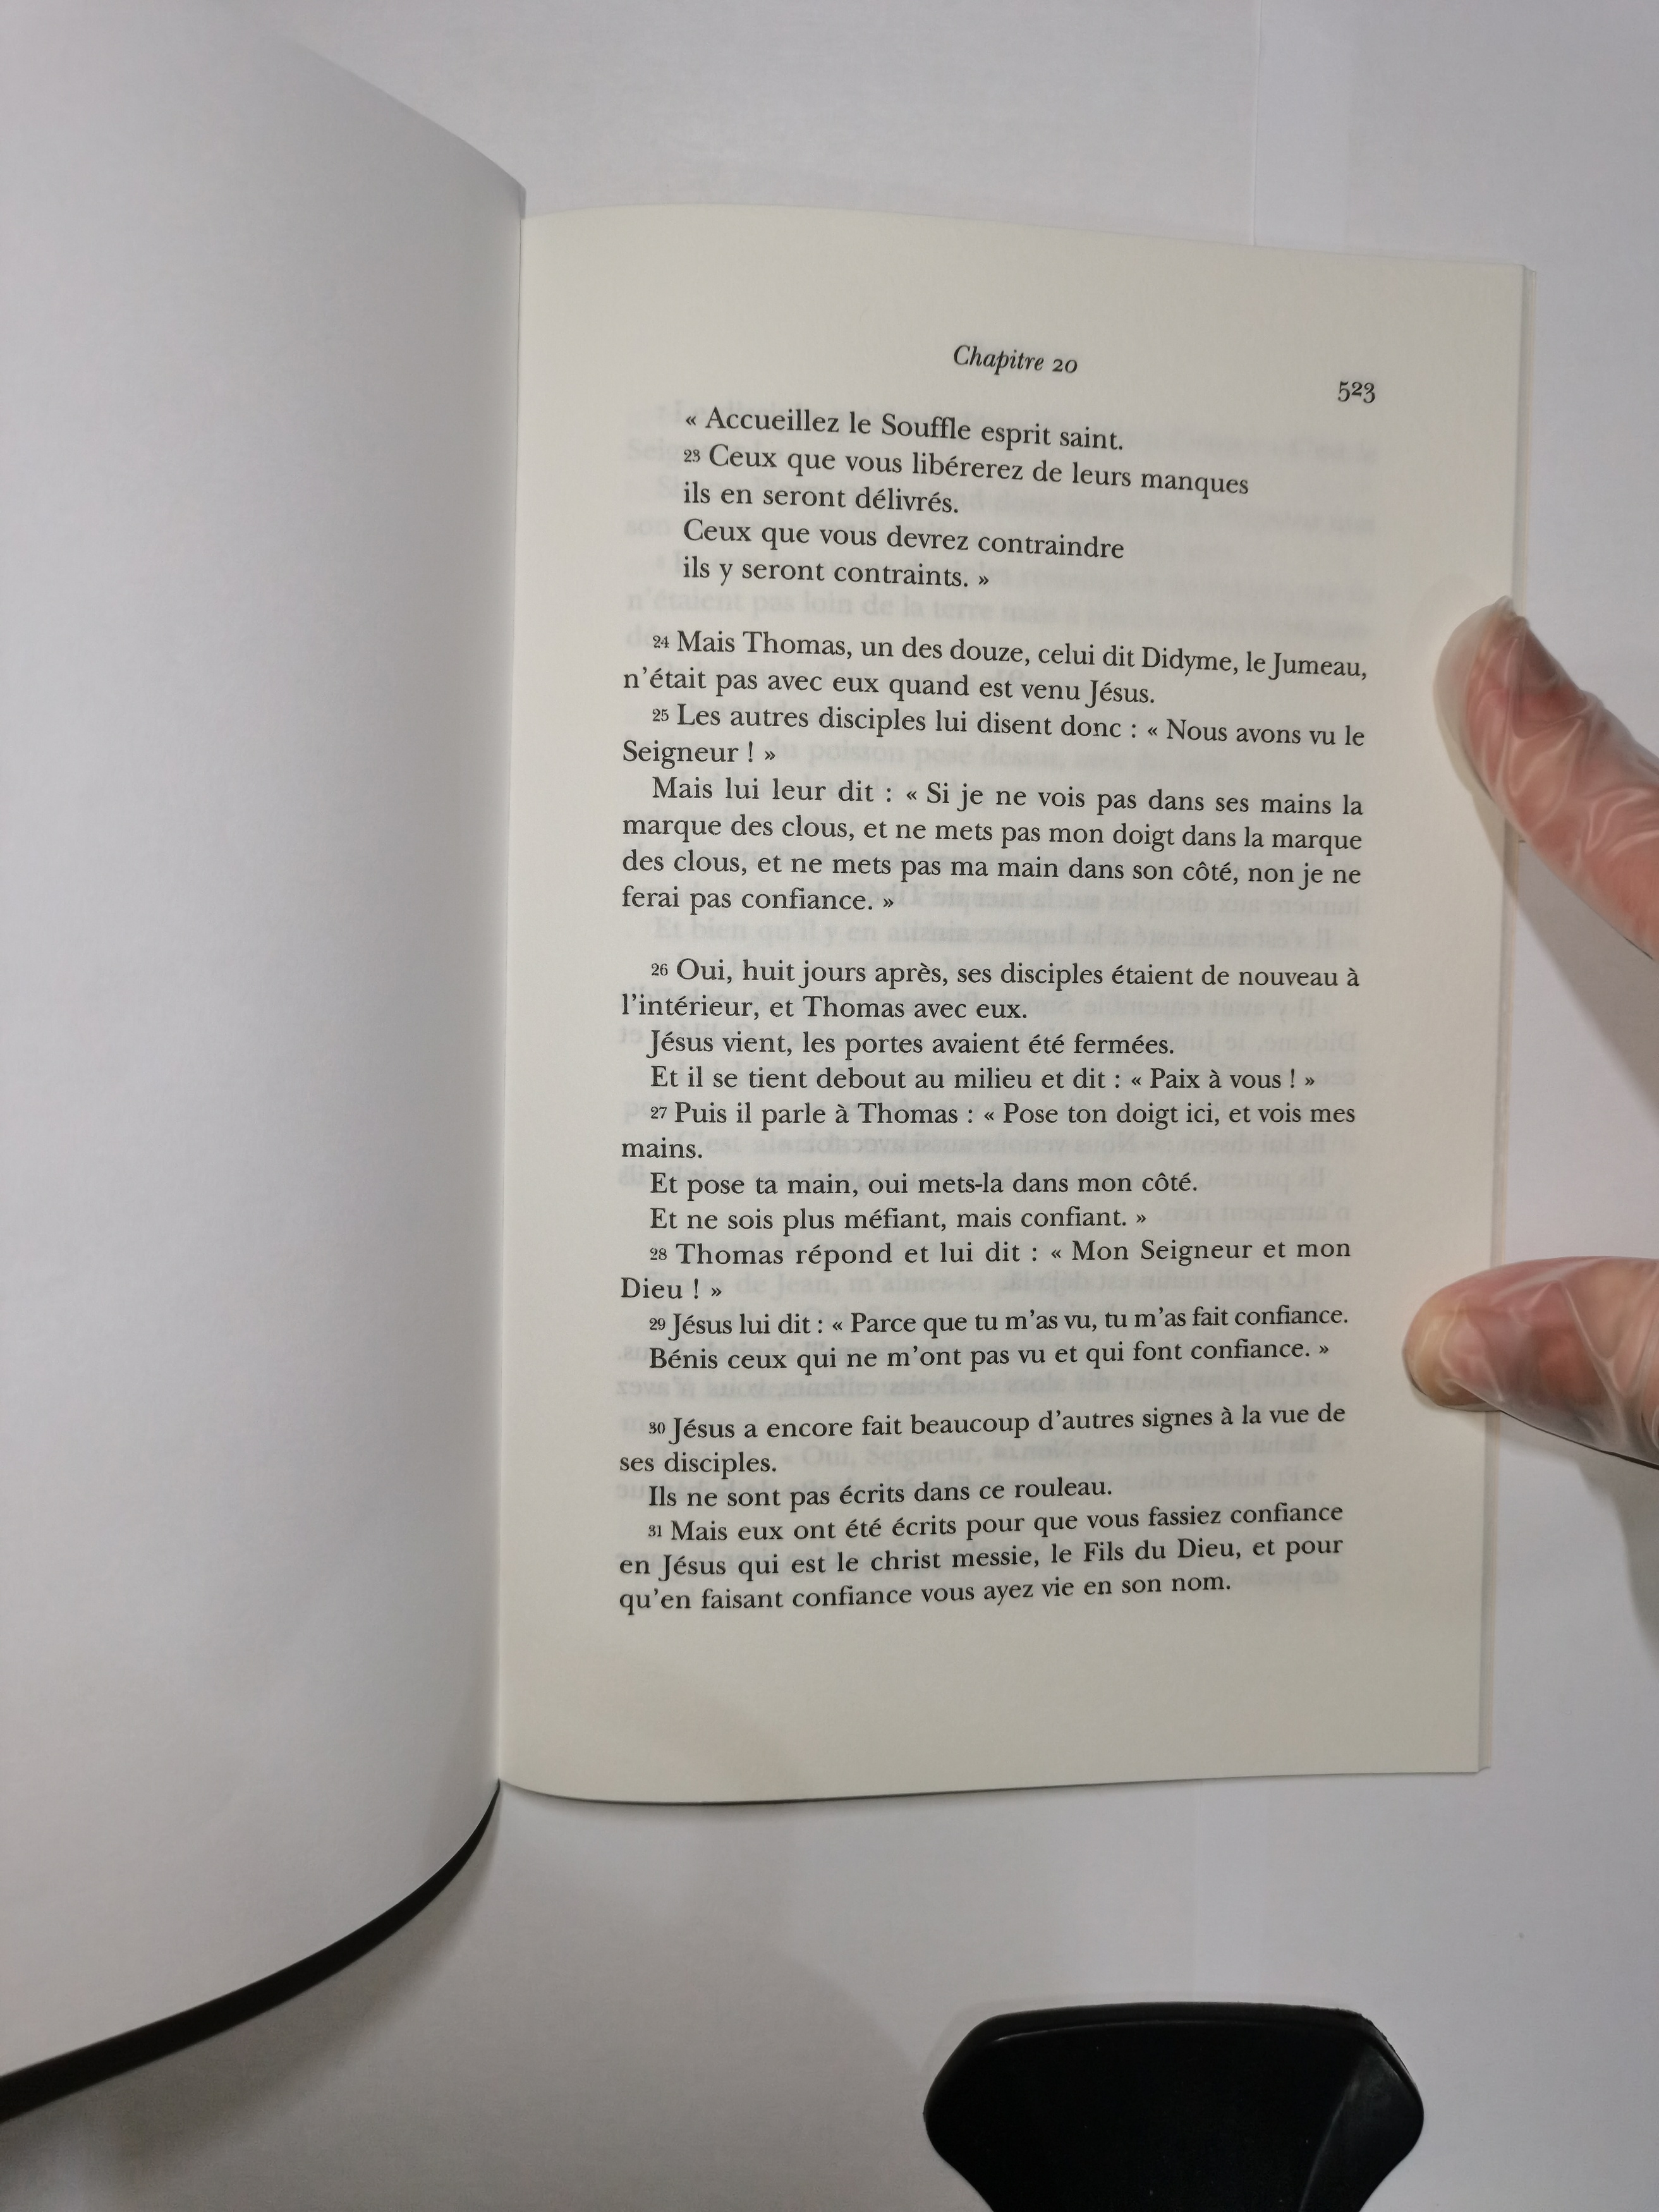 Chapitre 20
523
« Accueillez le Souffle esprit saint.
23 Ceux que vous libérerez de leurs manques
ils en seront délivrés.
Ceux que vous devrez contraindre
ils y seront contraints. »
24 Mais Thomas, un des douze, celui dit Didyme, le Jumeau,
n'était pas avec eux quand est venu Jésus.
25 Les autres disciples lui disent donc : « Nous avons vu le
Seigneur ! »
Mais lui leur dit : « Si je ne vois pas dans ses mains la
marque des clous, et ne mets pas mon doigt dans la marque
des clous, et ne mets pas ma main dans son côté, non je ne
ferai pas confiance. »
26 Oui, huit jours après, ses disciples étaient de nouveau à
l'intérieur, et Thomas avec eux.
Jésus vient, les portes avaient été fermées.
Et il se tient debout au milieu et dit : « Paix à vous ! »
27 Puis il parle à Thomas : « Pose ton doigt ici, et vois mes
mains.
Et pose ta main, oui mets-la dans mon côté.
Et ne sois plus méfiant, mais confiant. »
28 Thomas répond et lui dit : « Mon Seigneur et mon
Dieu ! »
29 Jésus lui dit : « Parce que tu m'as vu, tu m'as fait confiance.
Bénis ceux qui ne m'ont pas vu et qui font confiance. »
30 Jésus a encore fait beaucoup d'autres signes à la vue de
ses disciples.
Ils ne sont pas écrits dans ce rouleau.
31 Mais eux ont été écrits pour que vous fassiez confiance
en Jésus qui est le christ messie, le Fils du Dieu, et pour
qu'en faisant confiance vous ayez vie en son nom.